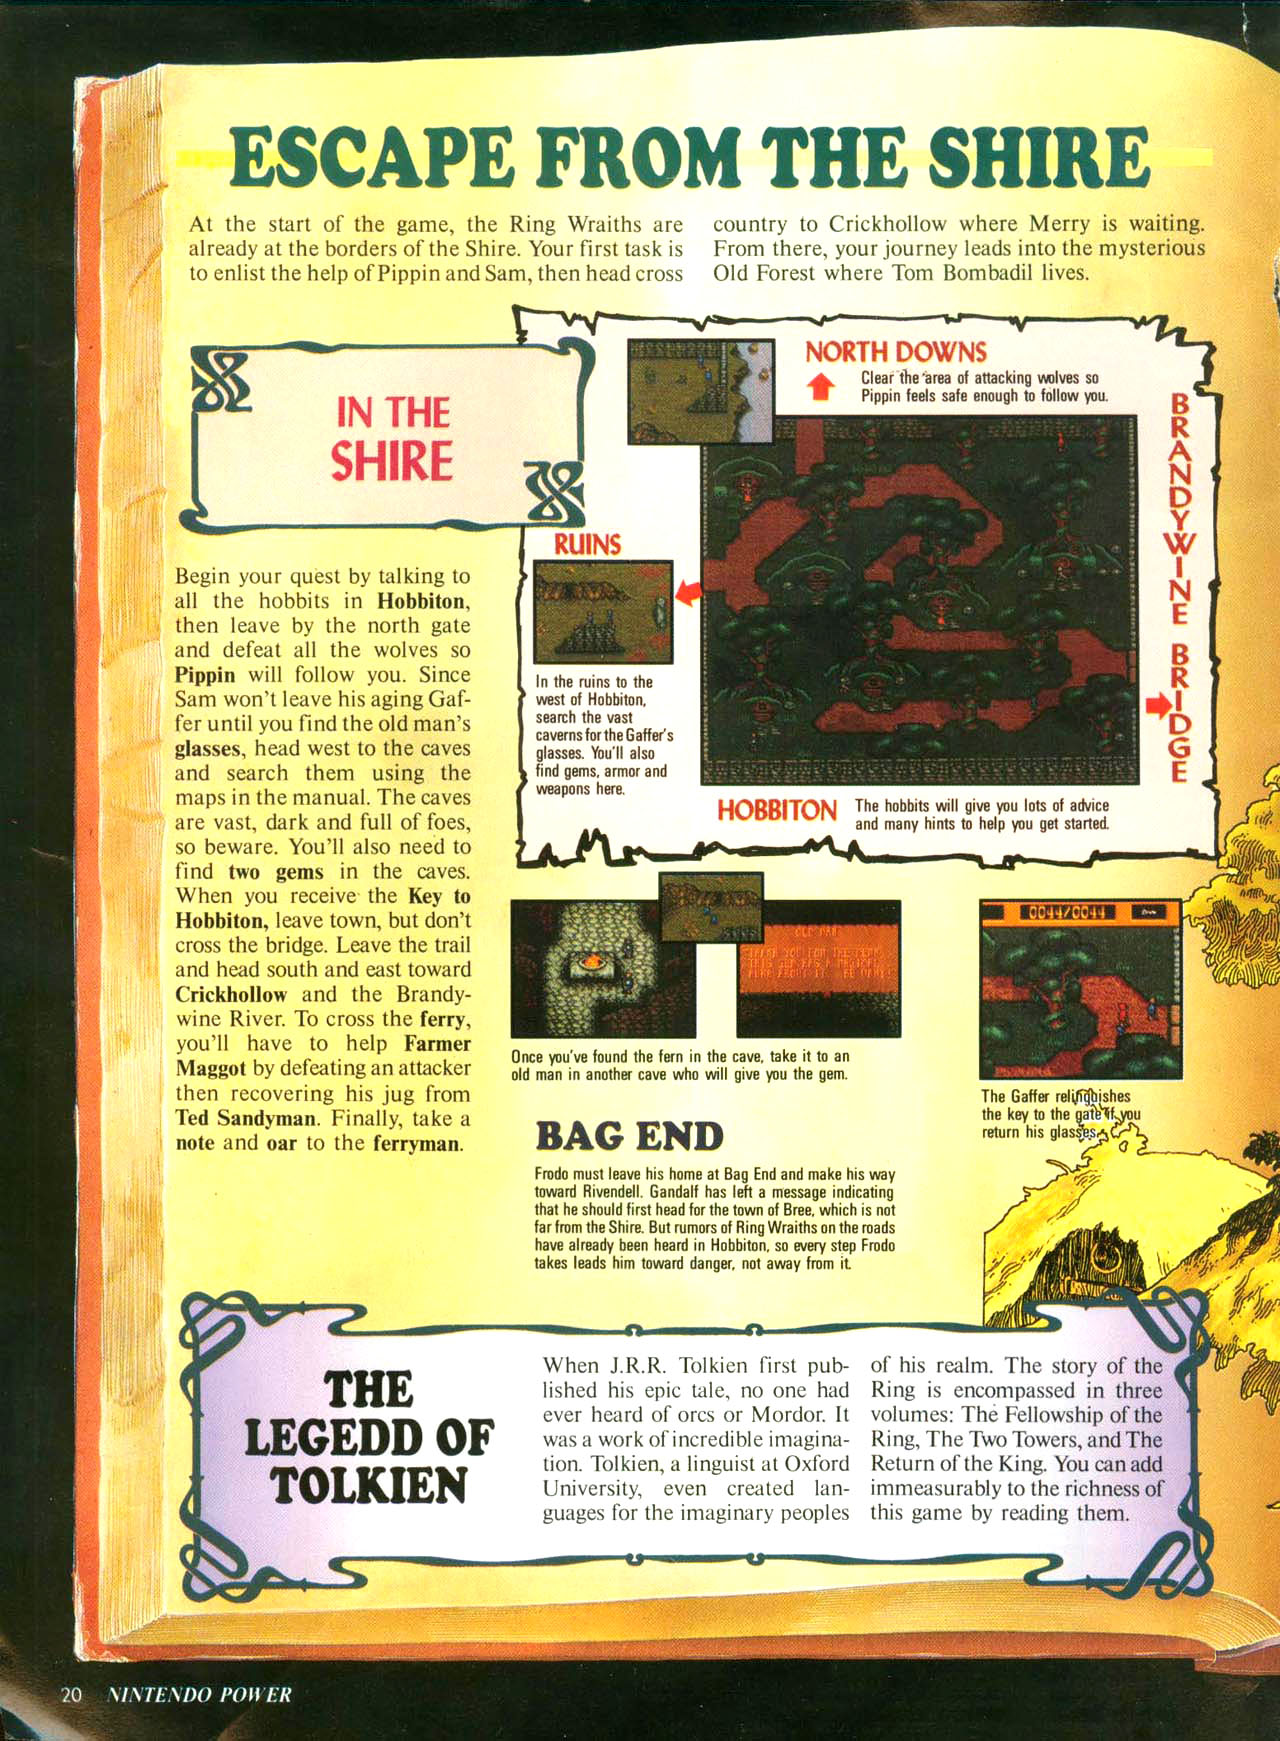 ESCAPE FROM THE SHIRE
At the start of the game, the Ring Wraiths are
already at the borders of the Shire. Your first task is
to enlist the help of Pippin and Sam, then head cross
country to Crickhollow where Merry is waiting.
From there, your journey leads into the mysterious
Old Forest where Tom Bombadil lives.
IN THE
SHIRE
Begin your quest by talking to
all the hobbits in Hobbiton,
then leave by the north gate
and defeat all the wolves so
Pippin will follow you. Since
Sam won't leave his aging Gaf-
fer until you find the old man's
glasses, head west to the caves
and search them using the
maps in the manual. The caves
are vast, dark and full of foes,
so beware. You'll also need to
find two gems in the caves.
When you receive the Key to
Hobbiton, leave town, but don't
cross the bridge. Leave the trail
and head south and east toward
Crickhollow and the Brandy-
wine River. To cross the ferry,
you'll have to help Farmer
Maggot by defeating an attacker
then recovering his jug from
Ted Sandyman. Finally, take a
note and oar to the ferryman.
NORTH DOWNS
Clear the area of attacking wolves so
Pippin feels safe enough to follow you.
BRANDYWINE BRIDGE
RUINS
In the ruins to the
west of Hobbiton,
search the vast
caverns for the Gaffer's
glasses. You'll also
find gems, armor and
weapons here.
HOBBITON
The hobbits will give you lots of advice
and many hints to help you get started.
OLD MAN
0044/0044
Once you've found the fern in the cave, take it to an
old man in another cave who will give you the gem.
The Gaffer relinquishes
the key to the gate if you
return his glasses.
BAG END
Frodo must leave his home at Bag End and make his way
toward Rivendell. Gandalf has left a message indicating
that he should first head for the town of Bree, which is not
far from the Shire. But rumors of Ring Wraiths on the roads
have already been heard in Hobbiton, so every step Frodo
takes leads him toward danger, not away from it.
THE
LEGEDD OF
TOLKIEN
When J.R.R. Tolkien first pub-
lished his epic tale, no one had
ever heard of orcs or Mordor. It
was a work of incredible imagina-
tion. Tolkien, a linguist at Oxford
University, even created lan-
guages for the imaginary peoples
of his realm. The story of the
Ring is encompassed in three
volumes: The Fellowship of the
Ring, The Two Towers, and The
Return of the King. You can add
immeasurably to the richness of
this game by reading them.
20 NINTENDO POWER